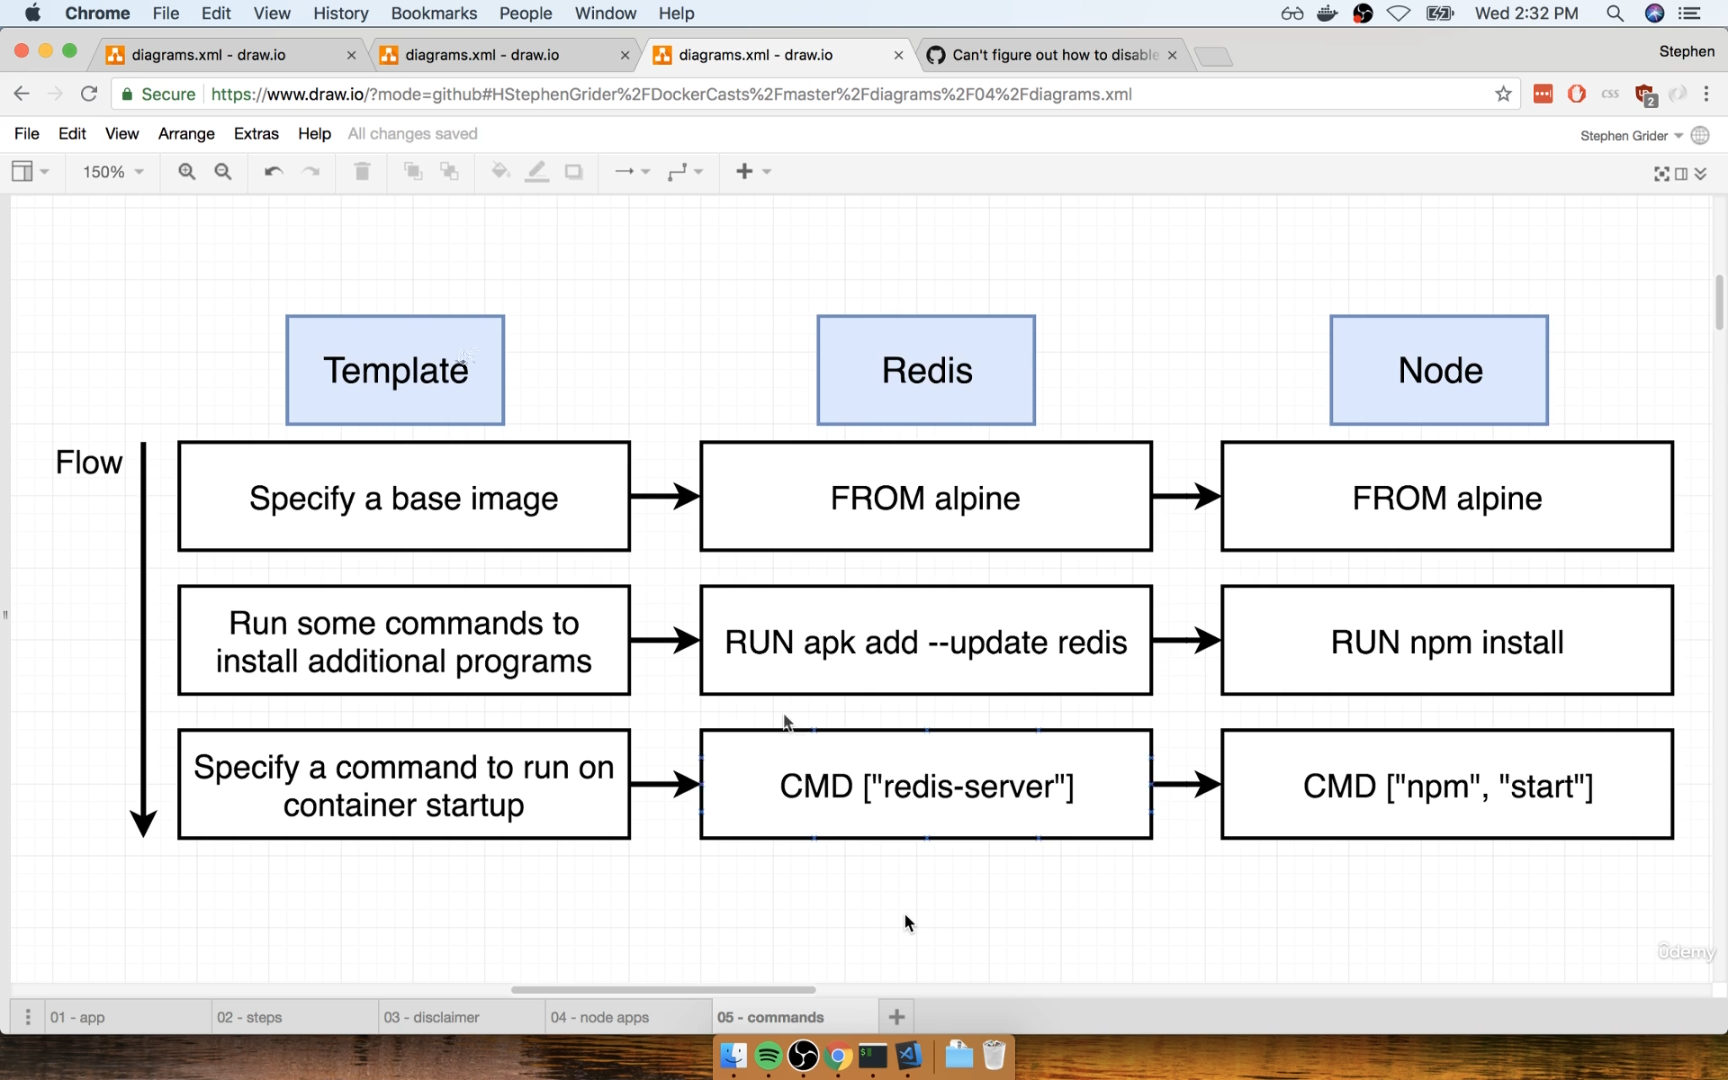 Chrome File Edit View History Bookmarks People Window Help Wed 2:32 PM
diagrams.xml - draw.io diagrams.xml - draw.io diagrams.xml - draw.io Can't figure out how to disable Stephen
Secure https://www.draw.io/?mode=github#HStephenGrider%2FDockerCasts%2Fmaster%2Fdiagrams%2F04%2Fdiagrams.xml CSS 2
File Edit View Arrange Extras Help All changes saved Stephen Grider
150%
Template Redis Node
Flow
Specify a base image FROM alpine FROM alpine
Run some commands to
install additional programs
RUN apk add --update redis RUN npm install
Specify a command to run on
container startup
CMD ["redis-server"] CMD ["npm", "start"]
ûdemy
01 - app 02 - steps 03 - disclaimer 04 - node apps 05 - commands